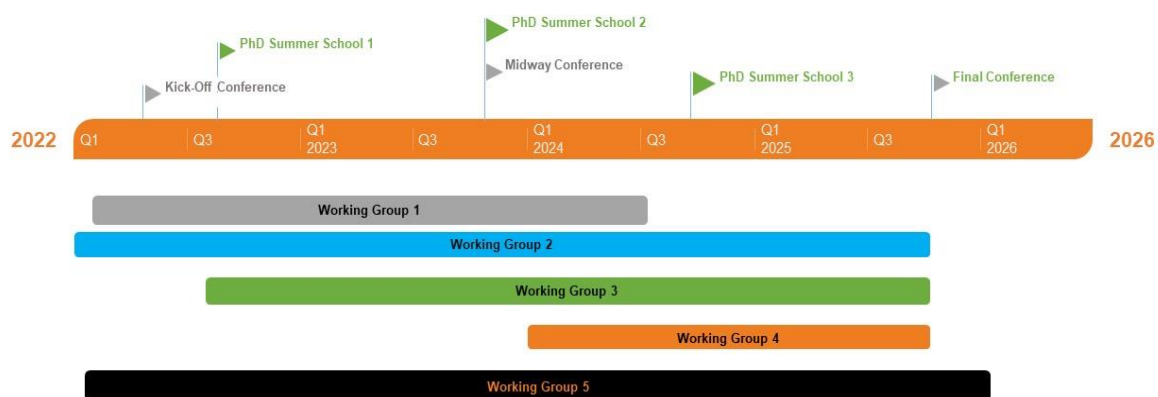 PhD Summer School 2
PhD Summer School 1
Midway Conference
PhD Summer School 3
Final Conference
Kick-Off Conference
2022
Q1
Q3
Q1
2023
Q3
Q1
2024
Q3
Q1
2025
Q3
Q1
2026
2026
Working Group 1
Working Group 2
Working Group 3
Working Group 4
Working Group 5